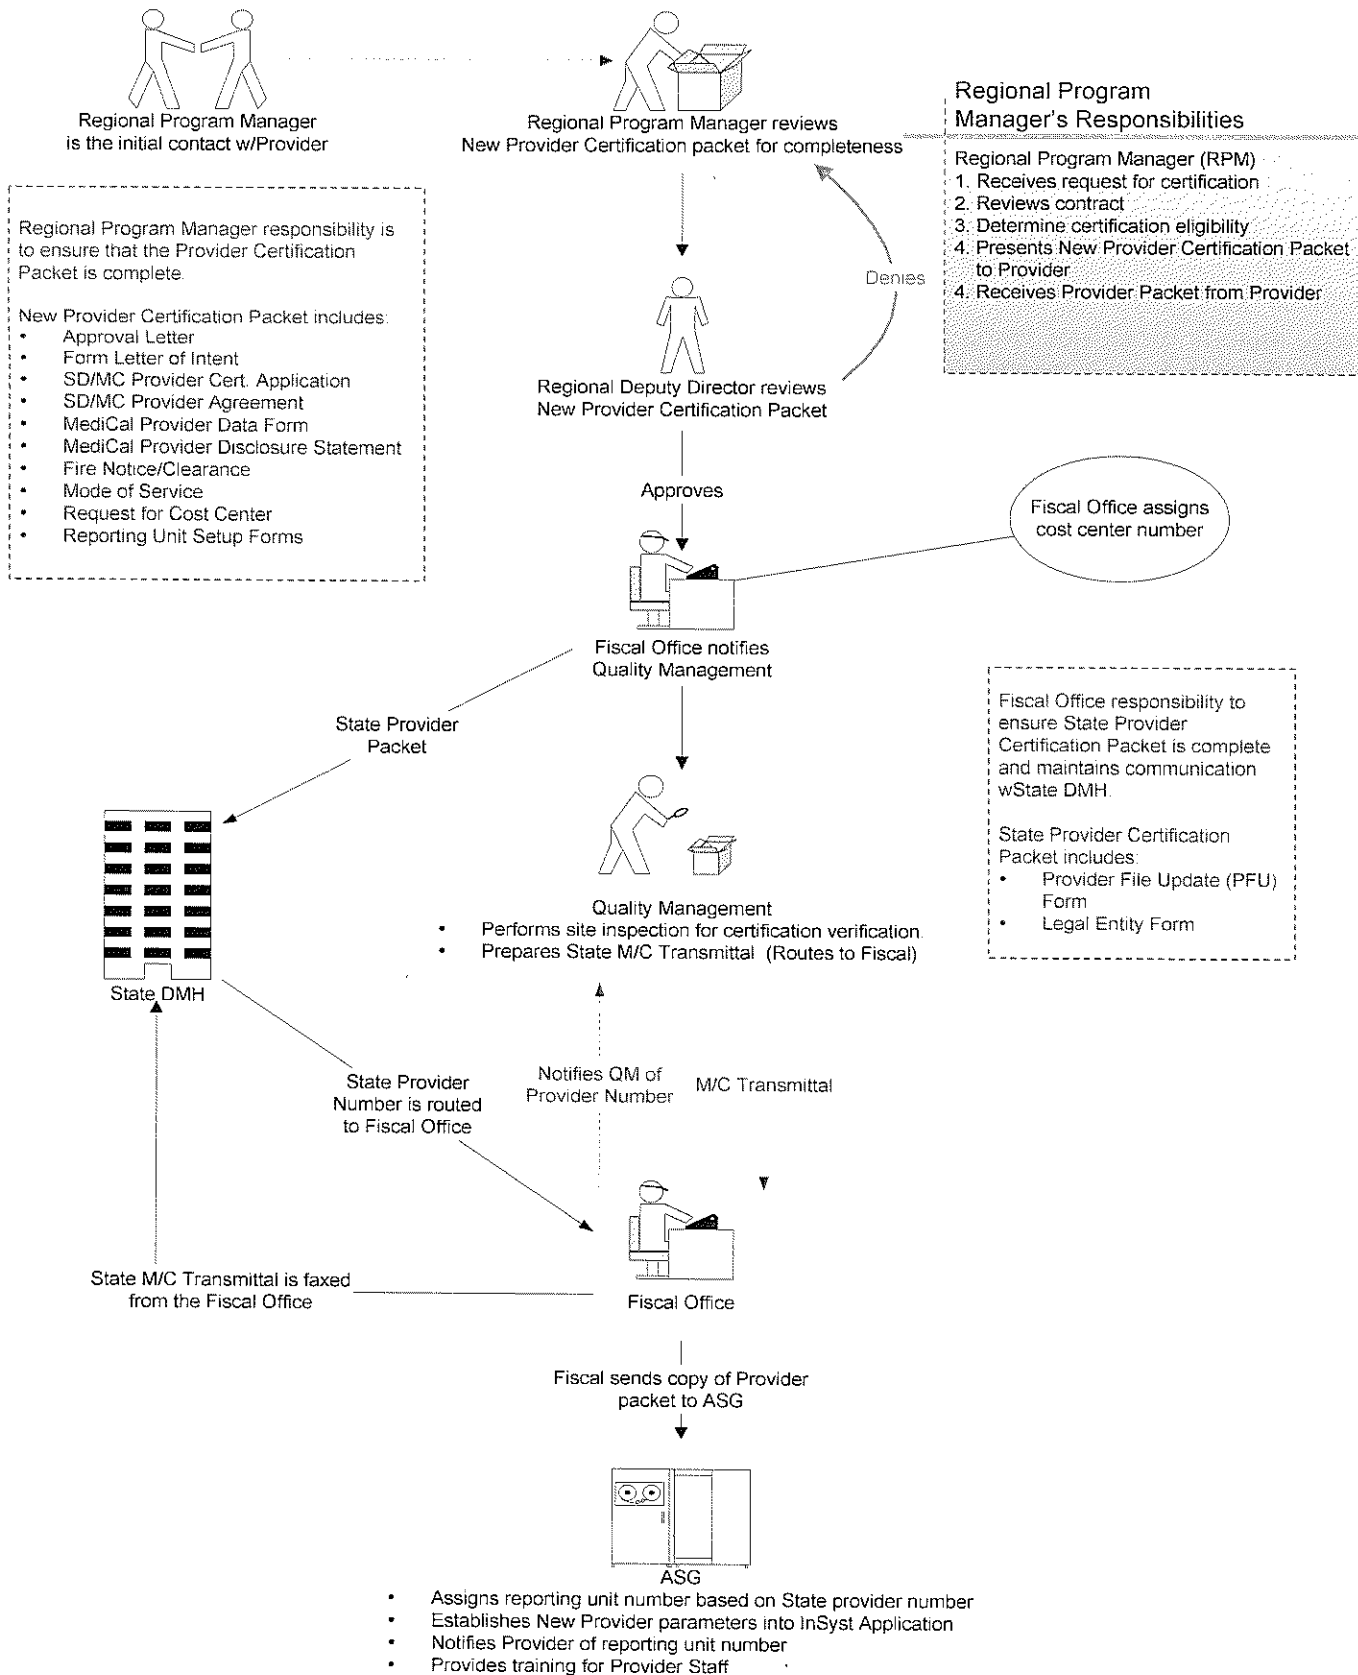 Regional Program Manager
is the initial contact w/Provider
Regional Program Manager reviews
New Provider Certification packet for completeness
Regional Program
Manager's Responsibilities
Regional Program Manager (RPM)
1. Receives request for certification
2. Reviews contract
3. Determine certification eligibility
4. Presents New Provider Certification Packet
to Provider
4. Receives Provider Packet from Provider
Regional Program Manager responsibility is
to ensure that the Provider Certification
Packet is complete.
New Provider Certification Packet includes:
• Approval Letter
• Form Letter of Intent
• SD/MC Provider Cert. Application
• SD/MC Provider Agreement
• MediCal Provider Data Form
• MediCal Provider Disclosure Statement
• Fire Notice/Clearance
• Mode of Service
• Request for Cost Center
• Reporting Unit Setup Forms
Denies
Regional Deputy Director reviews
New Provider Certification Packet
Approves
Fiscal Office assigns
cost center number
Fiscal Office notifies
Quality Management
State Provider
Packet
Fiscal Office responsibility to
ensure State Provider
Certification Packet is complete
and maintains communication
wState DMH.
State Provider Certification
Packet includes:
• Provider File Update (PFU)
Form
• Legal Entity Form
Quality Management
• Performs site inspection for certification verification.
• Prepares State M/C Transmittal (Routes to Fiscal)
State DMH
State Provider
Number is routed
to Fiscal Office
Notifies QM of
Provider Number
M/C Transmittal
State M/C Transmittal is faxed
from the Fiscal Office
Fiscal Office
Fiscal sends copy of Provider
packet to ASG
ASG
• Assigns reporting unit number based on State provider number
• Establishes New Provider parameters into InSyst Application
• Notifies Provider of reporting unit number
• Provides training for Provider Staff